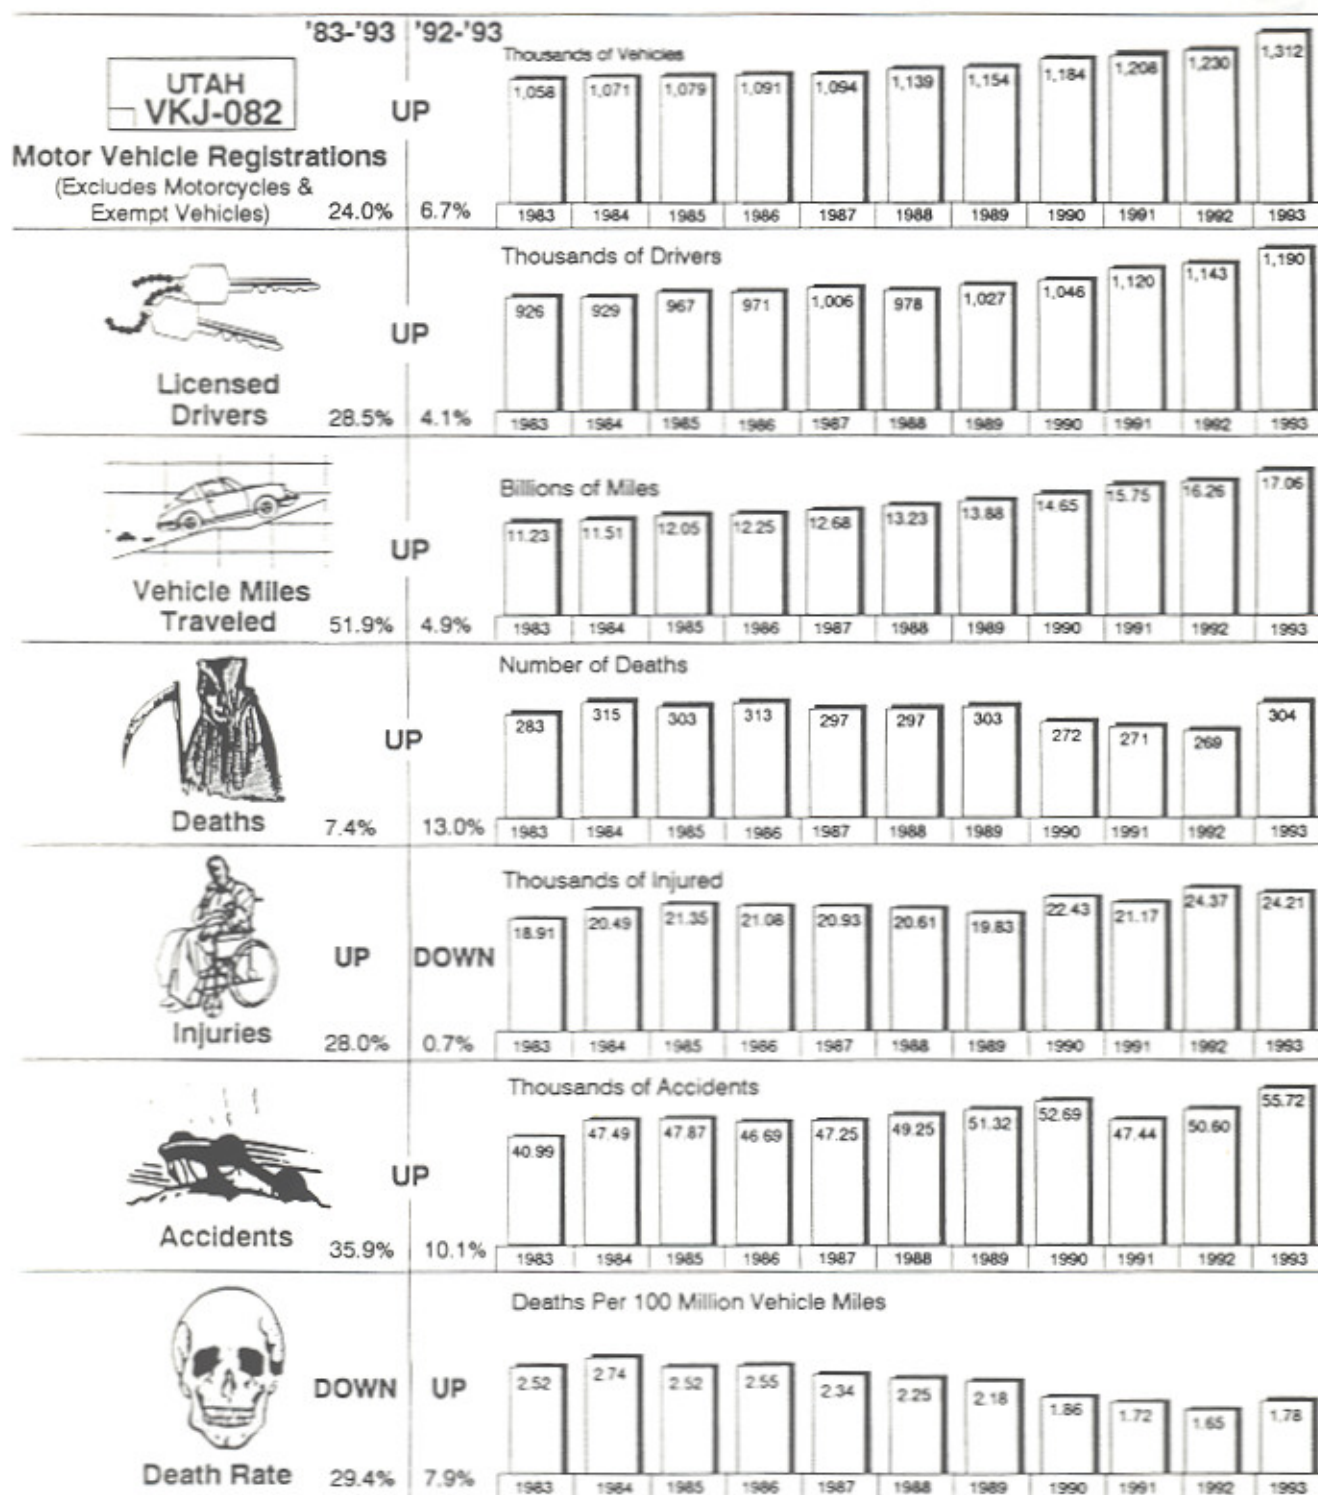 '83-'93 '92-'93
UTAH
VKJ-082
UP
Motor Vehicle Registrations
(Excludes Motorcycles &
Exempt Vehicles) 24.0% 6.7%
Thousands of Vehicles
1,058 1,071 1,079 1,091 1,094 1,139 1,154 1,184 1,208 1,230 1,312
1983 1984 1985 1986 1987 1988 1989 1990 1991 1992 1993
UP
Licensed
Drivers 28.5% 4.1%
Thousands of Drivers
926 929 967 971 1,006 978 1,027 1,046 1,120 1,143 1,190
1983 1984 1985 1986 1987 1988 1989 1990 1991 1992 1993
UP
Vehicle Miles
Traveled 51.9% 4.9%
Billions of Miles
11.23 11.51 12.05 12.25 12.68 13.23 13.88 14.65 15.75 16.26 17.06
1983 1984 1985 1986 1987 1988 1989 1990 1991 1992 1993
UP
Deaths 7.4% 13.0%
Number of Deaths
283 315 303 313 297 297 303 272 271 269 304
1983 1984 1985 1986 1987 1988 1989 1990 1991 1992 1993
UP DOWN
Injuries 28.0% 0.7%
Thousands of Injured
18.91 20.49 21.35 21.08 20.93 20.61 19.83 22.43 21.17 24.37 24.21
1983 1984 1985 1986 1987 1988 1989 1990 1991 1992 1993
UP
Accidents 35.9% 10.1%
Thousands of Accidents
40.99 47.49 47.87 46.69 47.25 49.25 51.32 52.69 47.44 50.60 55.72
1983 1984 1985 1986 1987 1988 1989 1990 1991 1992 1993
DOWN UP
Death Rate 29.4% 7.9%
Deaths Per 100 Million Vehicle Miles
2.52 2.74 2.52 2.55 2.34 2.25 2.18 1.86 1.72 1.65 1.78
1983 1984 1985 1986 1987 1988 1989 1990 1991 1992 1993